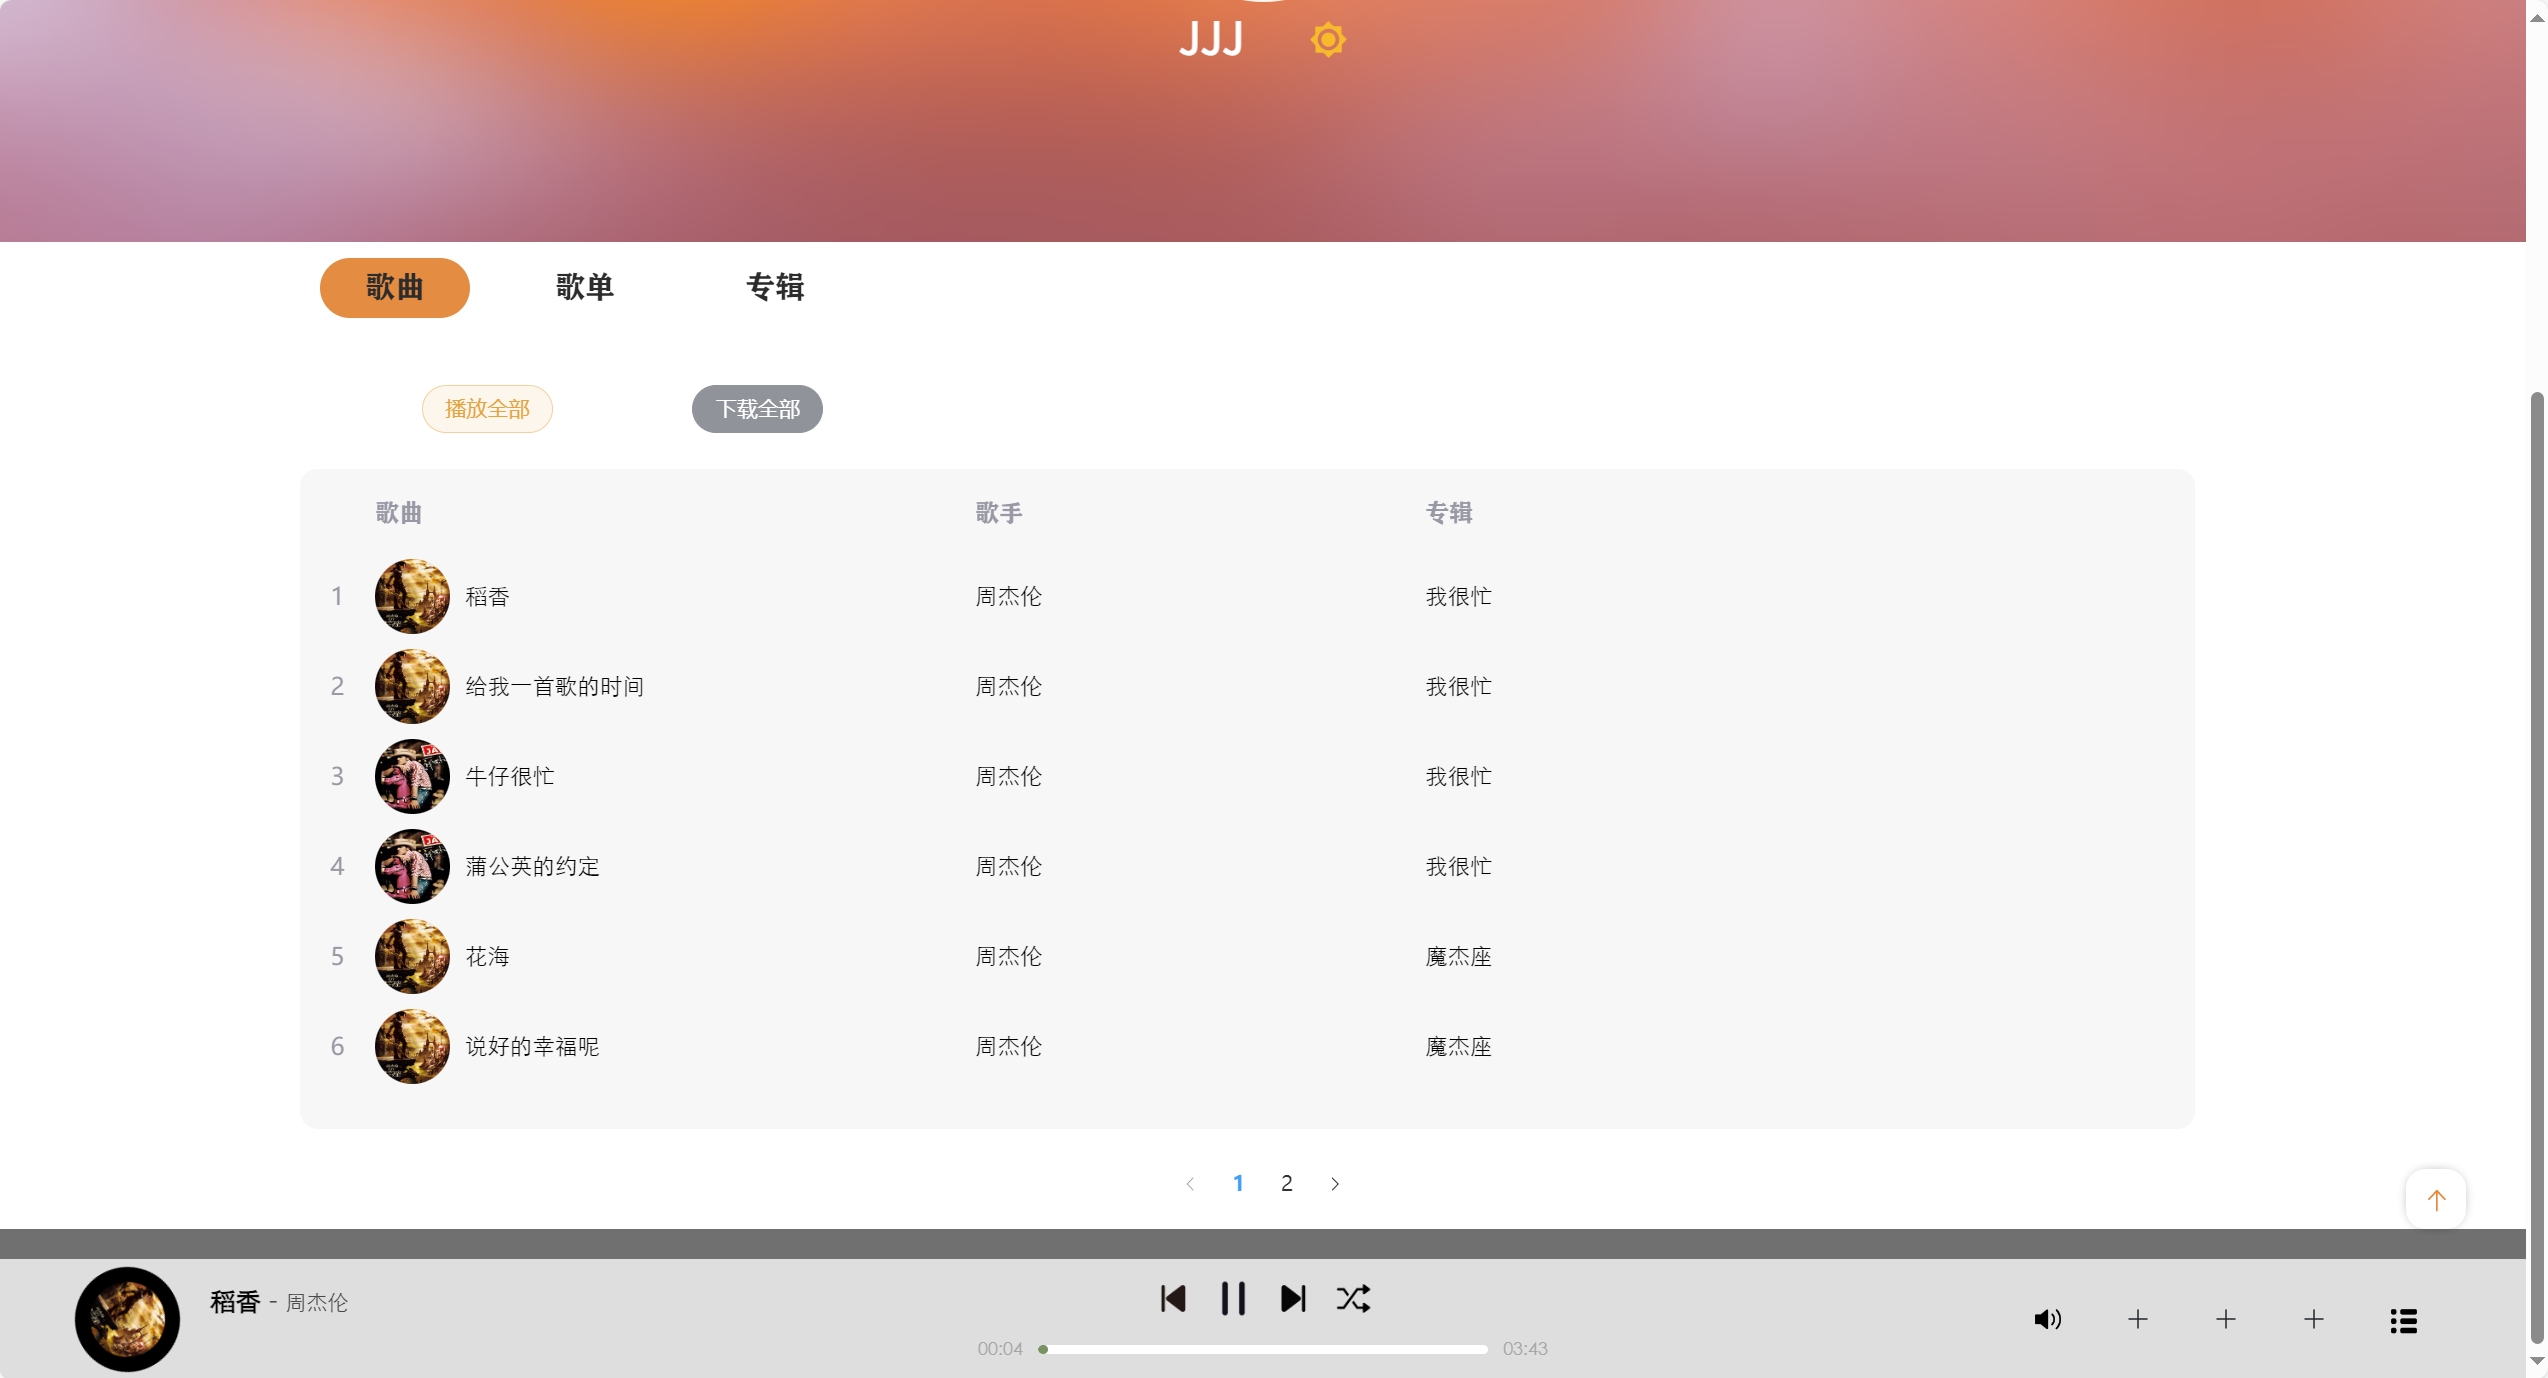 JJJ
歌曲 歌单 专辑
播放全部 下载全部
歌曲 歌手 专辑
1 稻香 周杰伦 我很忙
2 给我一首歌的时间 周杰伦 我很忙
3 牛仔很忙 周杰伦 我很忙
4 蒲公英的约定 周杰伦 我很忙
5 花海 周杰伦 魔杰座
6 说好的幸福呢 周杰伦 魔杰座
1 2
稻香 - 周杰伦
00:04 03:43